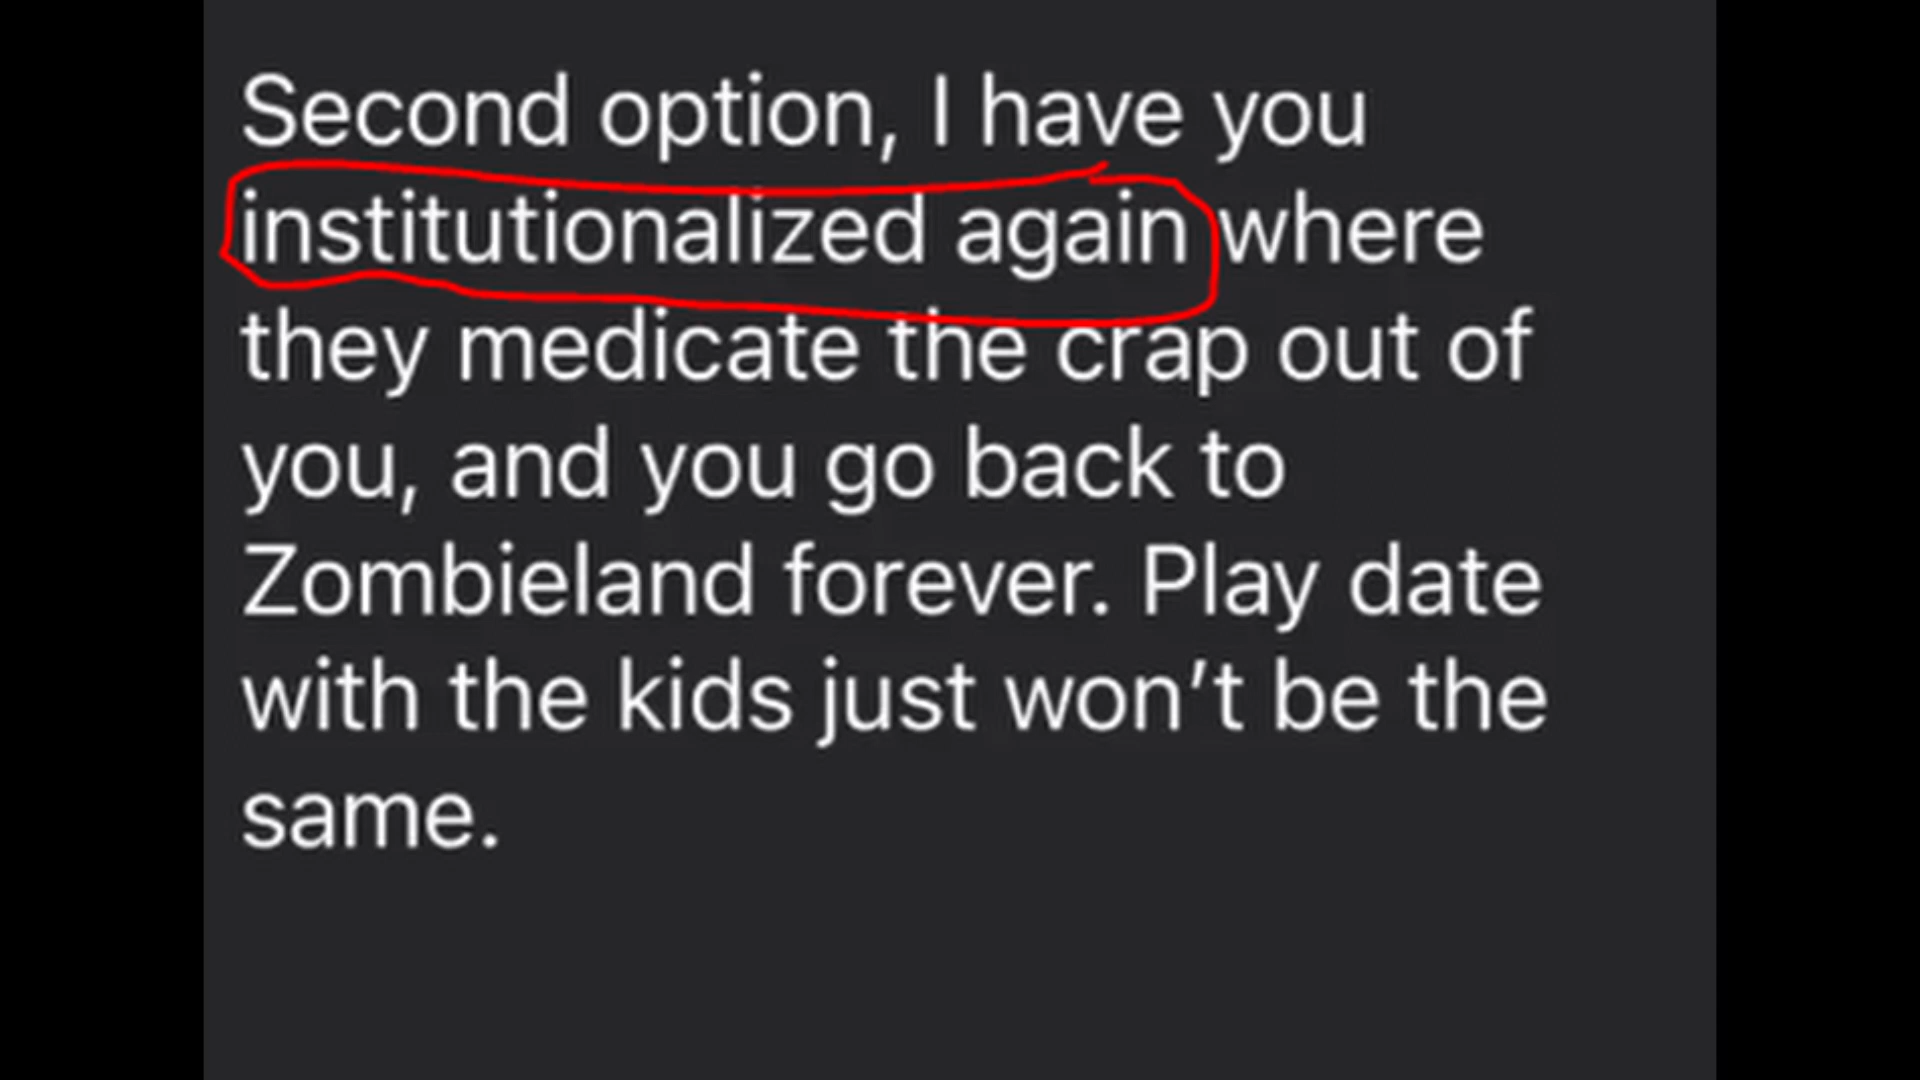 Second option, I have you
institutionalized again where
they medicate the crap out of
you, and you go back to
Zombieland forever. Play date
with the kids just won’t be the
same.